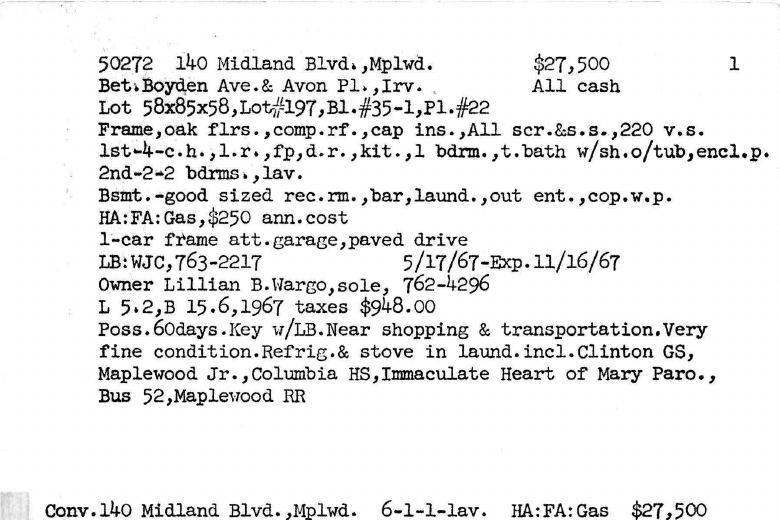 50272 140 Midland Blvd.,Mplwd. $27,500 1
Bet.Boyden Ave.& Avon Pl.,Irv. All cash
Lot 58x85x58,Lot#197,Bl.#35-1,Pl.#22
Frame,oak flrs.,comp.rf.,cap ins.,All scr.&s.s.,220 v.s.
1st-4-c.h.,l.r.,fp,d.r.,kit.,1 bdrm.,t.bath w/sh.o/tub,encl.p.
2nd-2-2 bdrms.,lav.
Bsmt.-good sized rec.rm.,bar,laund.,out ent.,cop.w.p.
HA:FA:Gas,$250 ann.cost
1-car frame att.garage,paved drive
LB:WJC,763-2217 5/17/67-Exp.11/16/67
Owner Lillian B.Wargo,sole, 762-4296
L 5.2,B 15.6,1967 taxes $948.00
Poss.60days.Key w/LB.Near shopping & transportation.Very
fine condition.Refrig.& stove in laund.incl.Clinton GS,
Maplewood Jr.,Columbia HS,Immaculate Heart of Mary Paro.,
Bus 52,Maplewood RR
Conv.140 Midland Blvd.,Mplwd. 6-1-1-lav. HA:FA:Gas $27,500